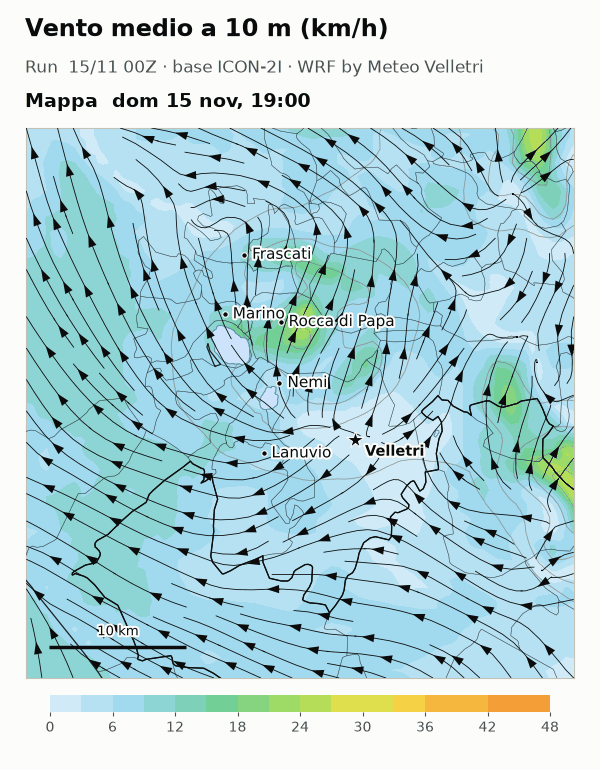 Vento medio a 10 m (km/h)
Run  15/11 00Z · base ICON-2I · WRF by Meteo Velletri
Mappa  dom 15 nov, 19:00
Frascati
Marino
Rocca di Papa
Nemi
Lanuvio
Velletri
10 km
0 6 12 18 24 30 36 42 48